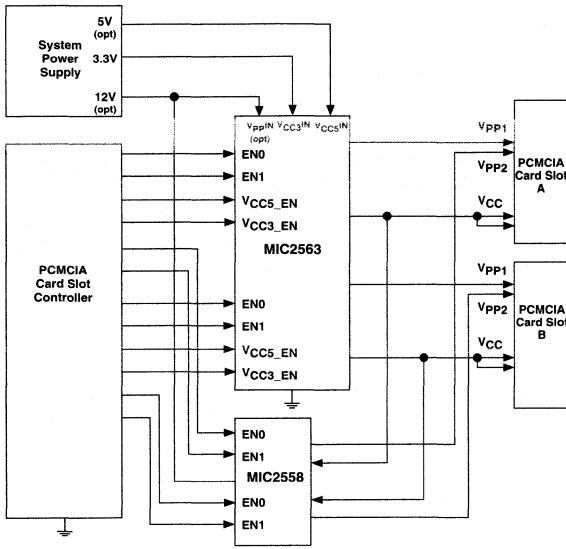 System
Power
Supply
5V
(opt)
3.3V
12V
(opt)
VPPIN
(opt)
VCC3IN
VCC5IN
EN0
EN1
VCC5_EN
VCC3_EN
MIC2563
EN0
EN1
VCC5_EN
VCC3_EN
PCMCIA
Card Slot
Controller
EN0
EN1
MIC2558
EN0
EN1
VPP1
VPP2
VCC
PCMCIA
Card Slot
A
VPP1
VPP2
VCC
PCMCIA
Card Slot
B